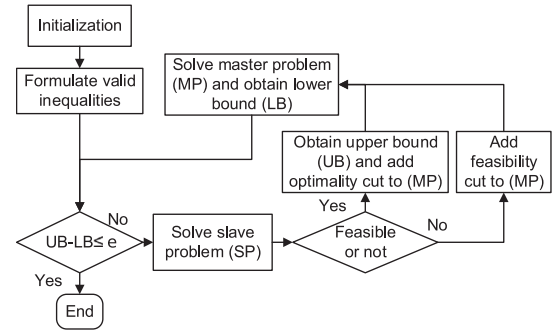 Initialization
Formulate valid
inequalities
Solve master problem
(MP) and obtain lower
bound (LB)
Obtain upper bound
(UB) and add
optimality cut to (MP)
Add
feasibility
cut to (MP)
UB-LB≤ e
No
Yes
Solve slave
problem (SP)
Yes
Feasible
or not
No
End